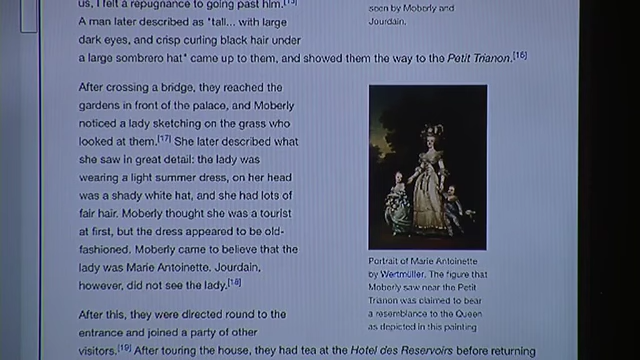 us, I felt a repugnance to going past him.[15]
A man later described as "tall... with large
dark eyes, and crisp curling black hair under
a large sombrero hat" came up to them, and showed them the way to the Petit Trianon.[16]
seen by Moberly and
Jourdain.
After crossing a bridge, they reached the
gardens in front of the palace, and Moberly
noticed a lady sketching on the grass who
looked at them.[17] She later described what
she saw in great detail: the lady was
wearing a light summer dress, on her head
was a shady white hat, and she had lots of
fair hair. Moberly thought she was a tourist
at first, but the dress appeared to be old-
fashioned. Moberly came to believe that the
lady was Marie Antoinette. Jourdain,
however, did not see the lady.[18]
Portrait of Marie Antoinette
by Wertmüller. The figure that
Moberly saw near the Petit
Trianon was claimed to bear
a resemblance to the Queen
as depicted in this painting
After this, they were directed round to the
entrance and joined a party of other
visitors.[19] After touring the house, they had tea at the Hotel des Reservoirs before returning